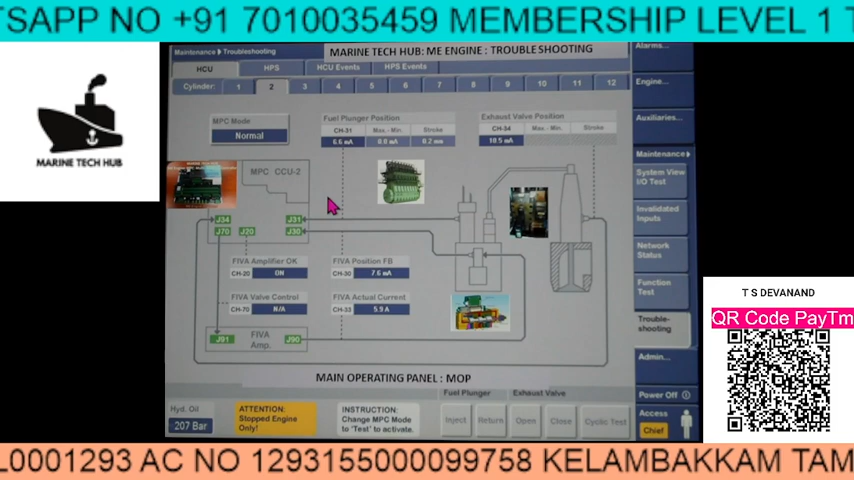 TSAPP NO +91 7010035459 MEMBERSHIP LEVEL 1 T
Maintenance ▸ Troubleshooting
MARINE TECH HUB: ME ENGINE : TROUBLE SHOOTING
Alarms...
HCU HPS HCU Events HPS Events
Cylinder: 1 2 3 4 5 6 7 8 9 10 11 12
Engine...
MPC Mode
Normal
Fuel Plunger Position
CH-31 Max.- Min. Stroke
6.6 mA 0.0 mA 0.2 mm
Exhaust Valve Position
CH-34 Max.- Min. Stroke
18.5 mA
Auxiliaries...
MARINE TECH HUB
Maintenance ▸
System View
I/O Test
MPC CCU-2
Invalidated
Inputs
J34 J31
J70 J20 J30
Network
Status
FIVA Amplifier OK
CH-20 ON
FIVA Position FB
CH-30 7.6 mA
Function
Test
FIVA Valve Control
CH-70 N/A
FIVA Actual Current
CH-33 5.9 A
T S DEVANAND
QR Code PayTm
Trouble-
shooting
J91 FIVA J90
Amp.
Admin...
MAIN OPERATING PANEL : MOP
Fuel Plunger Exhaust Valve
Power Off
Hyd. Oil
207 Bar
ATTENTION:
Stopped Engine
Only!
INSTRUCTION:
Change MPC Mode
to 'Test' to activate.
Inject Return Open Close Cyclic Test
Access
Chief
L0001293 AC NO 1293155000099758 KELAMBAKKAM TAM